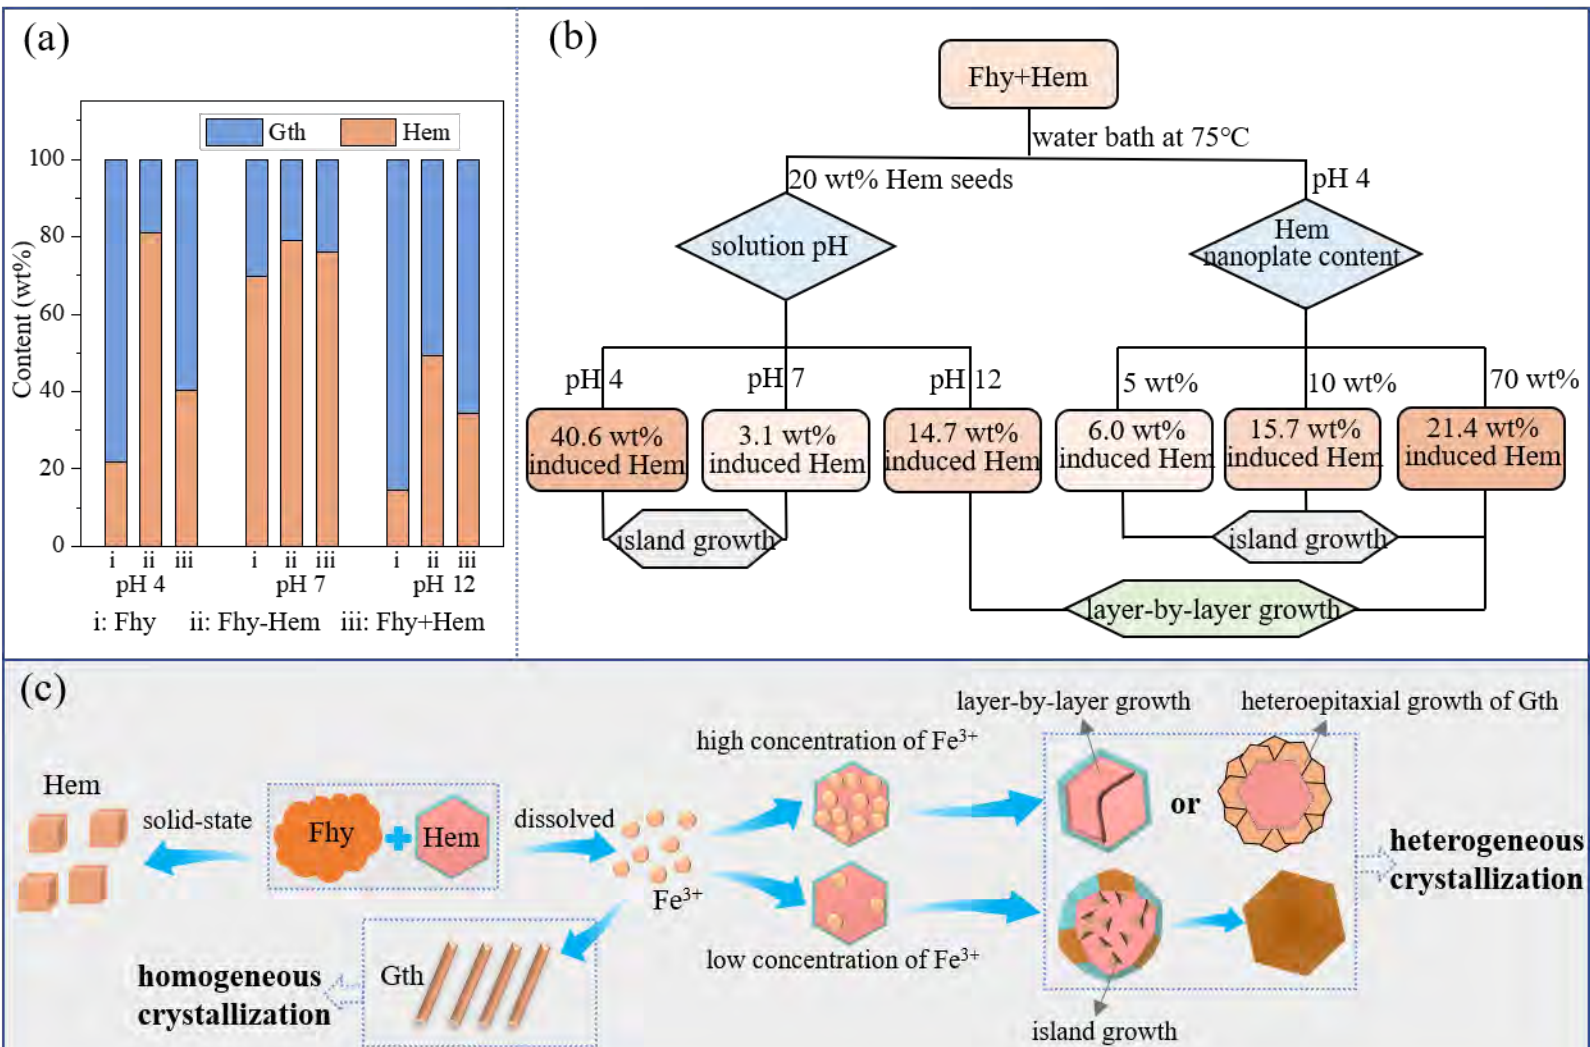 (a)
Gth
Hem
Content (wt%)
100
80
60
40
20
0
i ii iii
i ii iii
i ii iii
pH 4
pH 7
pH 12
i: Fhy
ii: Fhy-Hem
iii: Fhy+Hem
(b)
Fhy+Hem
water bath at 75°C
20 wt% Hem seeds
pH 4
solution pH
Hem
nanoplate content
pH 4
pH 7
pH 12
5 wt%
10 wt%
70 wt%
40.6 wt%
induced Hem
3.1 wt%
induced Hem
14.7 wt%
induced Hem
6.0 wt%
induced Hem
15.7 wt%
induced Hem
21.4 wt%
induced Hem
island growth
island growth
layer-by-layer growth
(c)
Hem
solid-state
Fhy
Hem
dissolved
Fe³⁺
high concentration of Fe³⁺
low concentration of Fe³⁺
layer-by-layer growth
heteroepitaxial growth of Gth
or
island growth
heterogeneous
crystallization
Gth
homogeneous
crystallization